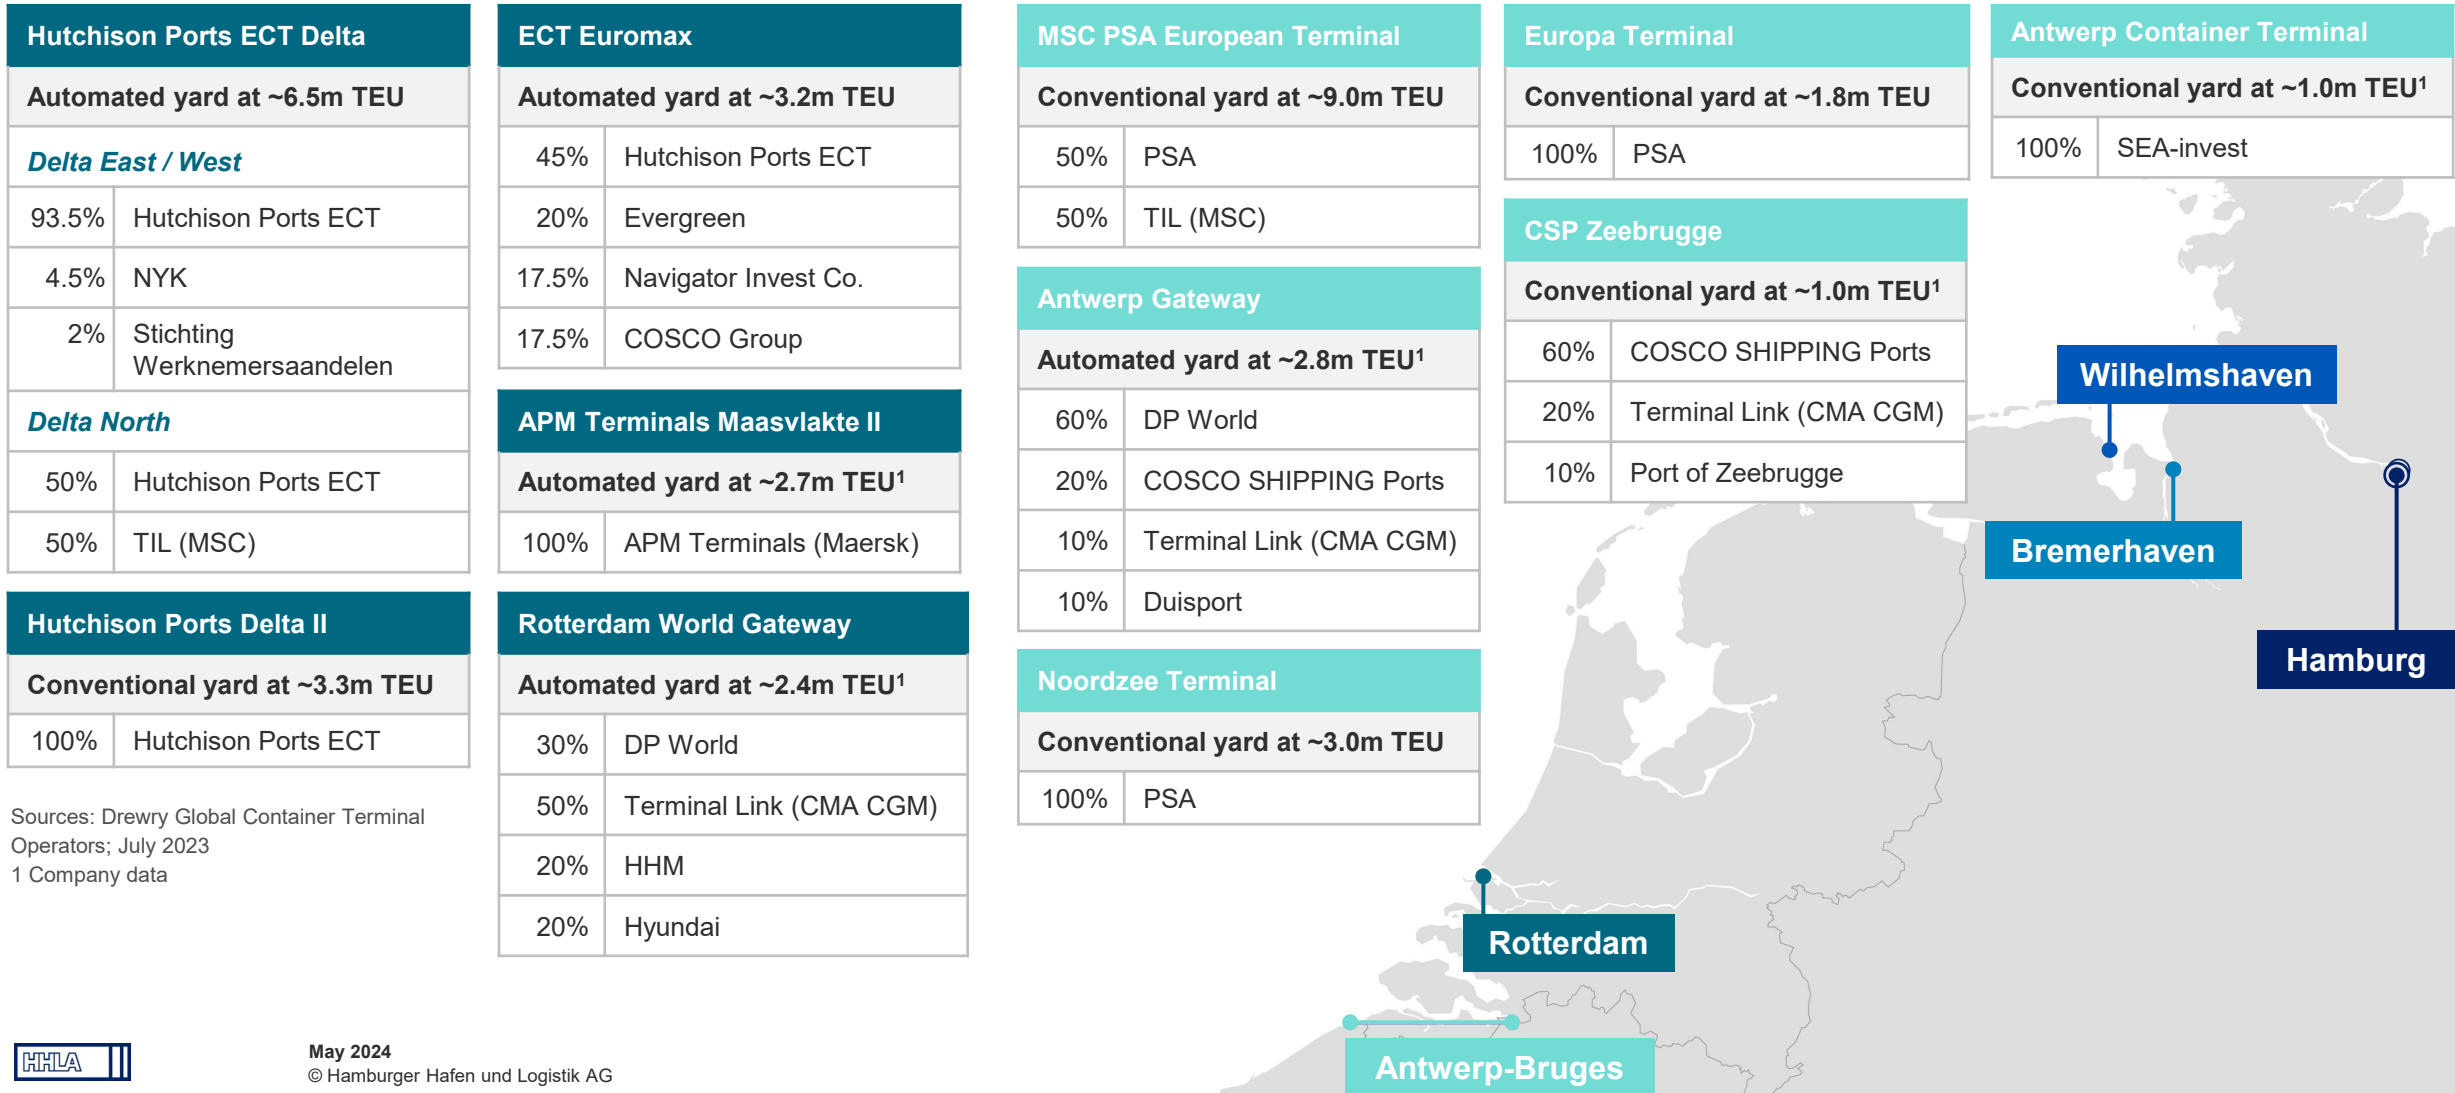 Hutchison Ports ECT Delta
Automated yard at ~6.5m TEU
Delta East / West
93.5% Hutchison Ports ECT
4.5% NYK
2% Stichting
Werknemersaandelen
Delta North
50% Hutchison Ports ECT
50% TIL (MSC)
Hutchison Ports Delta II
Conventional yard at ~3.3m TEU
100% Hutchison Ports ECT
Sources: Drewry Global Container Terminal
Operators; July 2023
1 Company data
ECT Euromax
Automated yard at ~3.2m TEU
45% Hutchison Ports ECT
20% Evergreen
17.5% Navigator Invest Co.
17.5% COSCO Group
APM Terminals Maasvlakte II
Automated yard at ~2.7m TEU¹
100% APM Terminals (Maersk)
Rotterdam World Gateway
Automated yard at ~2.4m TEU¹
30% DP World
50% Terminal Link (CMA CGM)
20% HHM
20% Hyundai
MSC PSA European Terminal
Conventional yard at ~9.0m TEU
50% PSA
50% TIL (MSC)
Antwerp Gateway
Automated yard at ~2.8m TEU¹
60% DP World
20% COSCO SHIPPING Ports
10% Terminal Link (CMA CGM)
10% Duisport
Noordzee Terminal
Conventional yard at ~3.0m TEU
100% PSA
Europa Terminal
Conventional yard at ~1.8m TEU
100% PSA
CSP Zeebrugge
Conventional yard at ~1.0m TEU¹
60% COSCO SHIPPING Ports
20% Terminal Link (CMA CGM)
10% Port of Zeebrugge
Antwerp Container Terminal
Conventional yard at ~1.0m TEU¹
100% SEA-invest
Wilhelmshaven
Bremerhaven
Hamburg
Rotterdam
Antwerp-Bruges
HHLA
May 2024
© Hamburger Hafen und Logistik AG